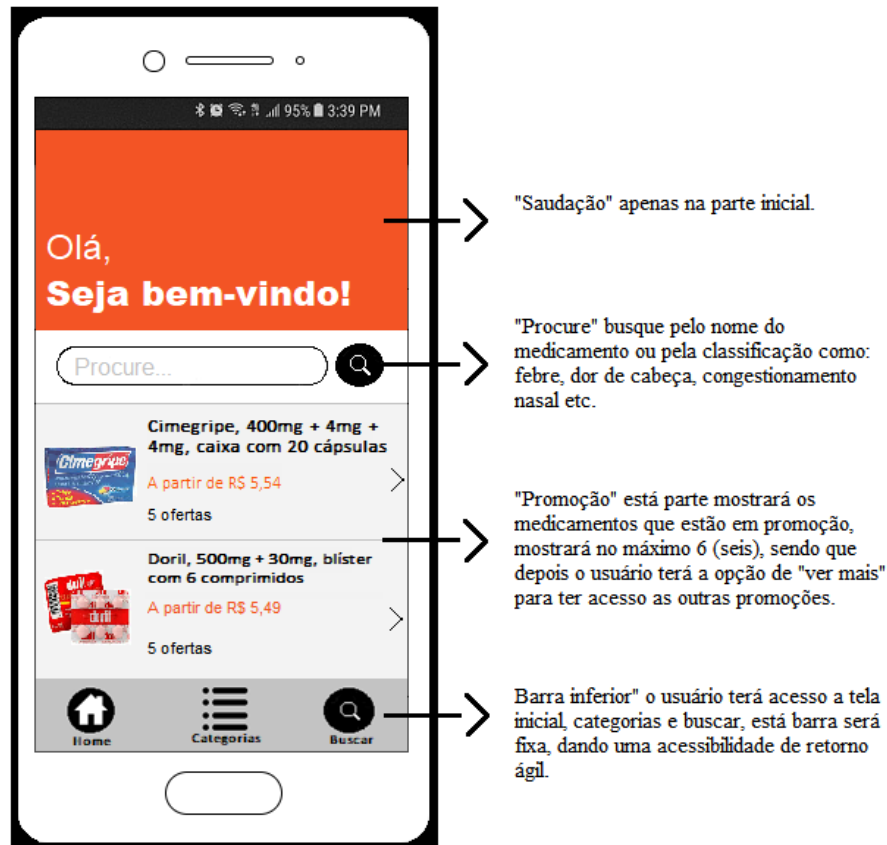 95% 3:39 PM
Olá,
Seja bem-vindo!
Procure...
Cimegripe, 400mg + 4mg +
4mg, caixa com 20 cápsulas
Cimegripe
A partir de R$ 5,54
5 ofertas
Doril, 500mg + 30mg, blíster
com 6 comprimidos
A partir de R$ 5,49
doril
5 ofertas
Home
Categorias
Buscar
"Saudação" apenas na parte inicial.
"Procure" busque pelo nome do
medicamento ou pela classificação como:
febre, dor de cabeça, congestionamento
nasal etc.
"Promoção" está parte mostrará os
medicamentos que estão em promoção,
mostrará no máximo 6 (seis), sendo que
depois o usuário terá a opção de "ver mais"
para ter acesso as outras promoções.
Barra inferior" o usuário terá acesso a tela
inicial, categorias e buscar, está barra será
fixa, dando uma acessibilidade de retorno
ágil.